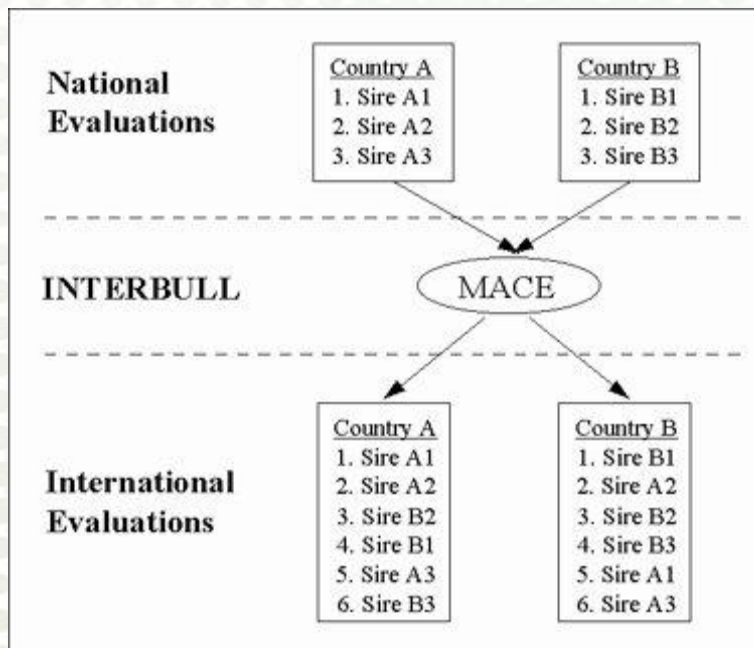 National
Evaluations
Country A
1. Sire A1
2. Sire A2
3. Sire A3
Country B
1. Sire B1
2. Sire B2
3. Sire B3
INTERBULL
MACE
International
Evaluations
Country A
1. Sire A1
2. Sire A2
3. Sire B2
4. Sire B1
5. Sire A3
6. Sire B3
Country B
1. Sire B1
2. Sire A2
3. Sire B2
4. Sire B3
5. Sire A1
6. Sire A3